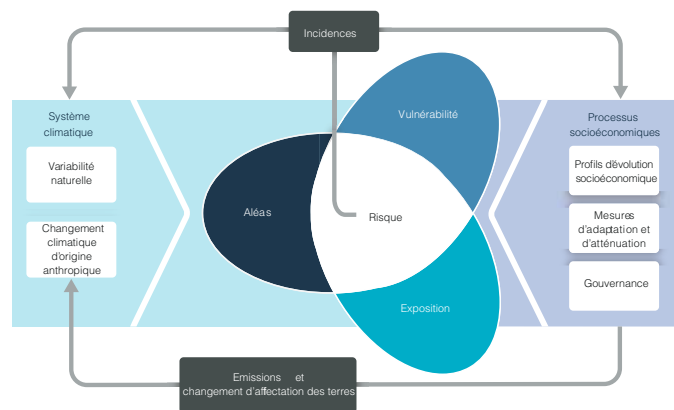 Incidences
Système
climatique
Variabilité
naturelle
Changement
climatique
d'origine
anthropique
Aléas
Vulnérabilité
Risque
Exposition
Processus
socioéconomiques
Profils d'évolution
socioéconomique
Mesures
d'adaptation et
d'atténuation
Gouvernance
Emissions et
changement d'affectation des terres